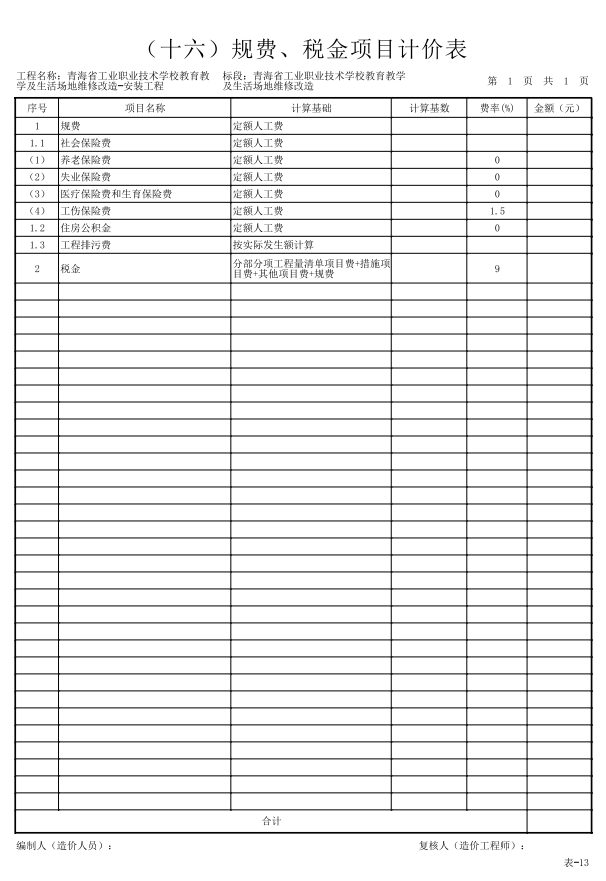 （十六）规费、税金项目计价表
工程名称：青海省工业职业技术学校教育教
学及生活场地维修改造-安装工程
标段：青海省工业职业技术学校教育教学
及生活场地维修改造
第 1 页 共 1 页
序号 项目名称 计算基础 计算基数 费率(%) 金额（元）
1 规费 定额人工费
1.1 社会保险费 定额人工费
（1） 养老保险费 定额人工费 0
（2） 失业保险费 定额人工费 0
（3） 医疗保险费和生育保险费 定额人工费 0
（4） 工伤保险费 定额人工费 1.5
1.2 住房公积金 定额人工费 0
1.3 工程排污费 按实际发生额计算
2 税金 分部分项工程量清单项目费+措施项
目费+其他项目费+规费 9
合计
编制人（造价人员）： 复核人（造价工程师）：
表-13